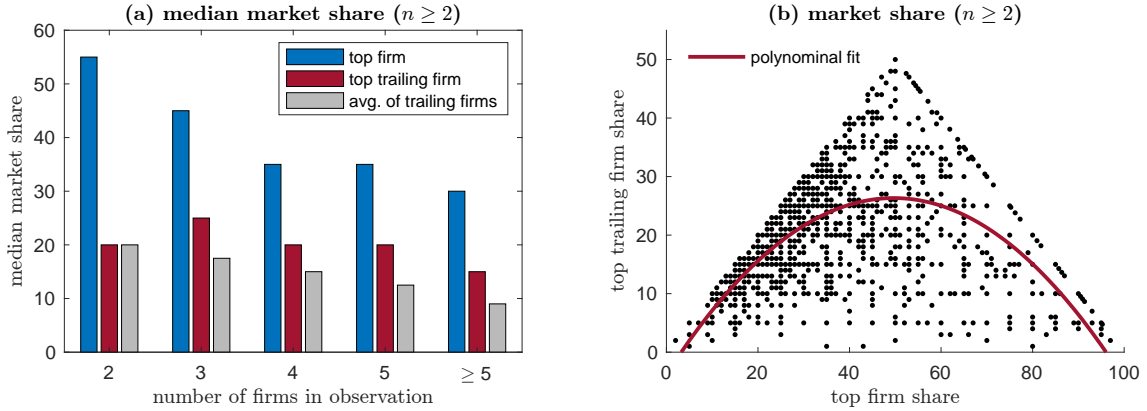 (a) median market share (n ≥ 2)
60
50
40
30
20
10
0
median market share
top firm
top trailing firm
avg. of trailing firms
2
3
4
5
≥ 5
number of firms in observation
(b) market share (n ≥ 2)
50
40
30
20
10
0
top trailing firm share
polynominal fit
0
20
40
60
80
100
top firm share